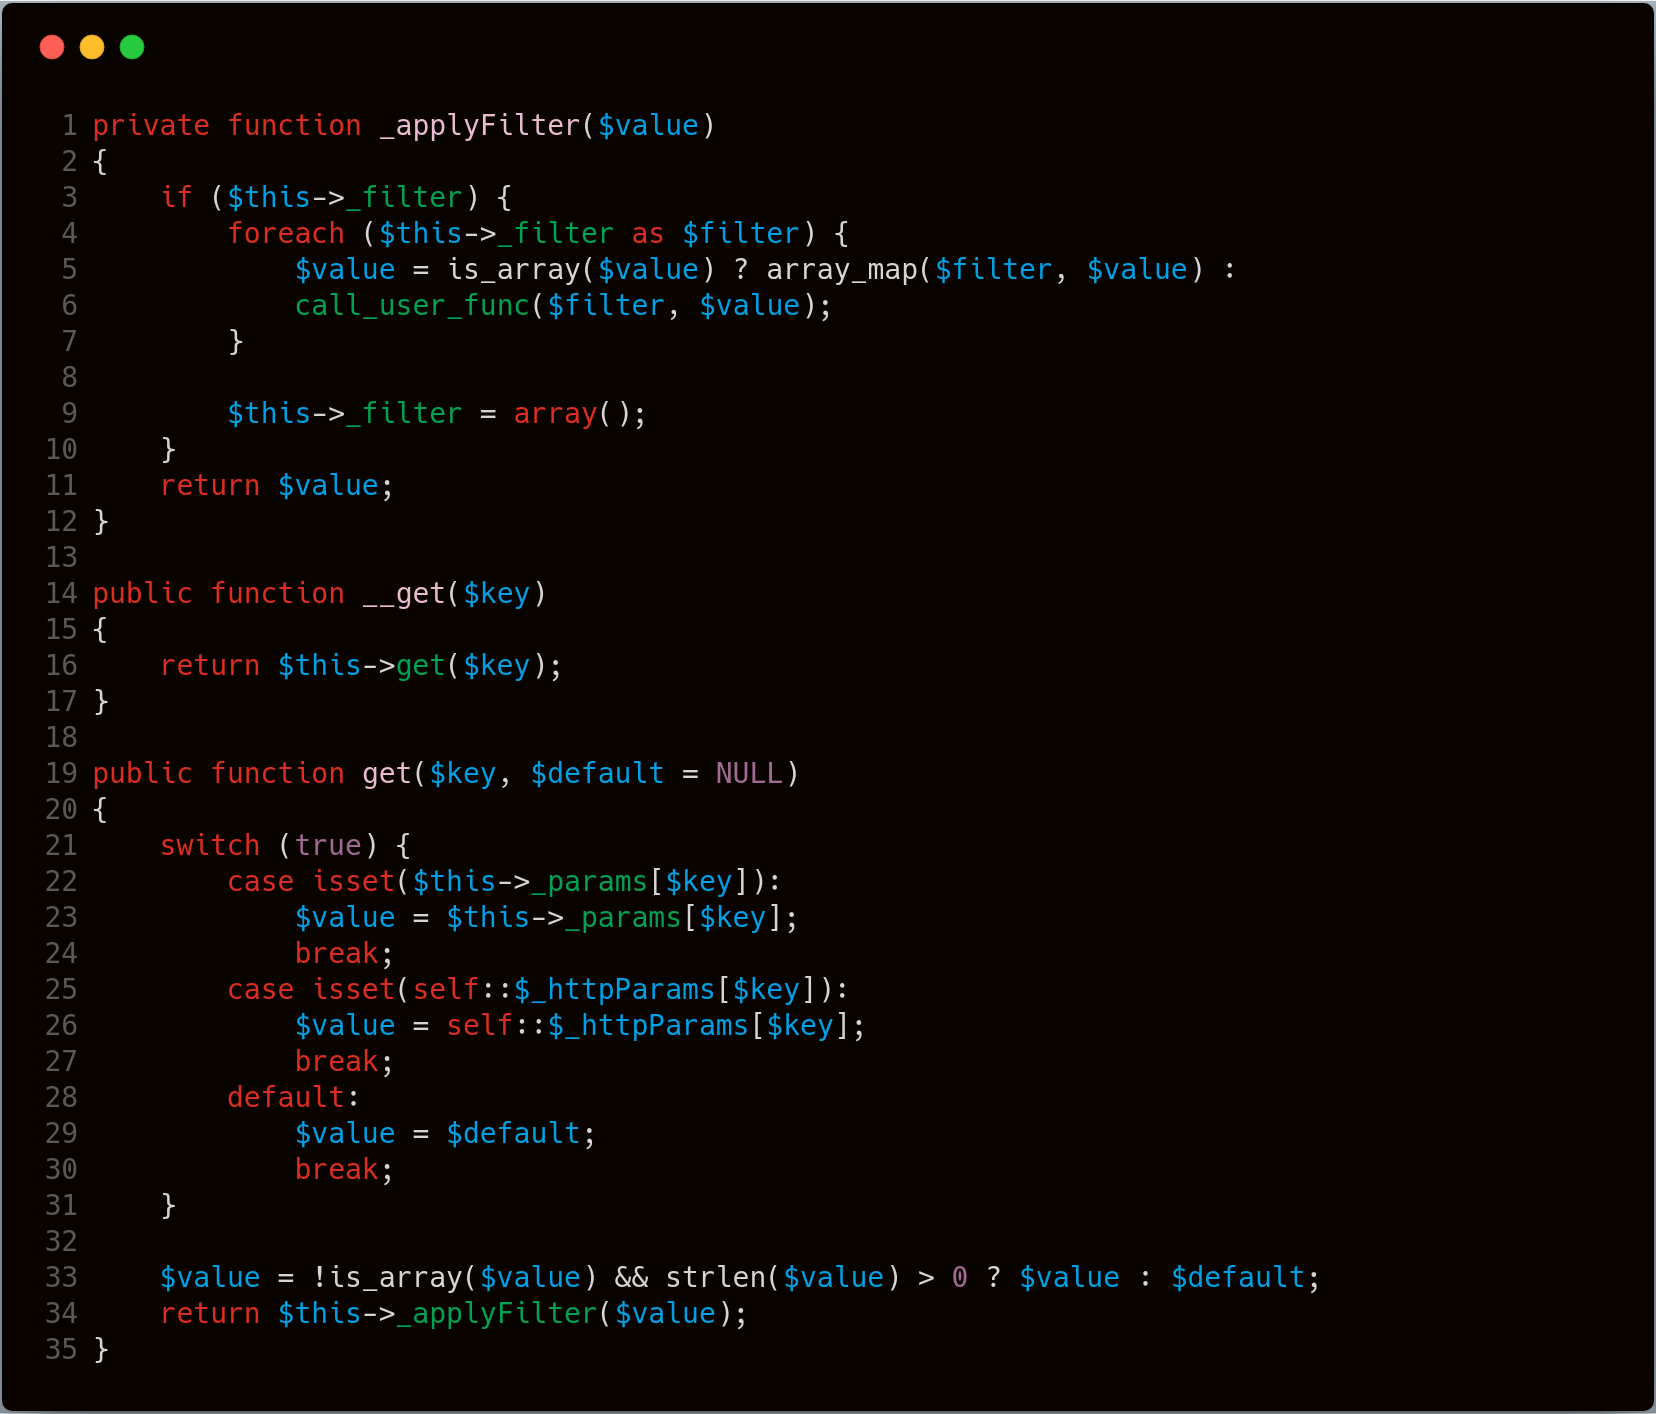 1 private function _applyFilter($value)
2 {
3     if ($this->_filter) {
4         foreach ($this->_filter as $filter) {
5             $value = is_array($value) ? array_map($filter, $value) :
6             call_user_func($filter, $value);
7         }
8
9         $this->_filter = array();
10     }
11     return $value;
12 }
13
14 public function __get($key)
15 {
16     return $this->get($key);
17 }
18
19 public function get($key, $default = NULL)
20 {
21     switch (true) {
22         case isset($this->_params[$key]):
23             $value = $this->_params[$key];
24             break;
25         case isset(self::$_httpParams[$key]):
26             $value = self::$_httpParams[$key];
27             break;
28         default:
29             $value = $default;
30             break;
31     }
32
33     $value = !is_array($value) && strlen($value) > 0 ? $value : $default;
34     return $this->_applyFilter($value);
35 }